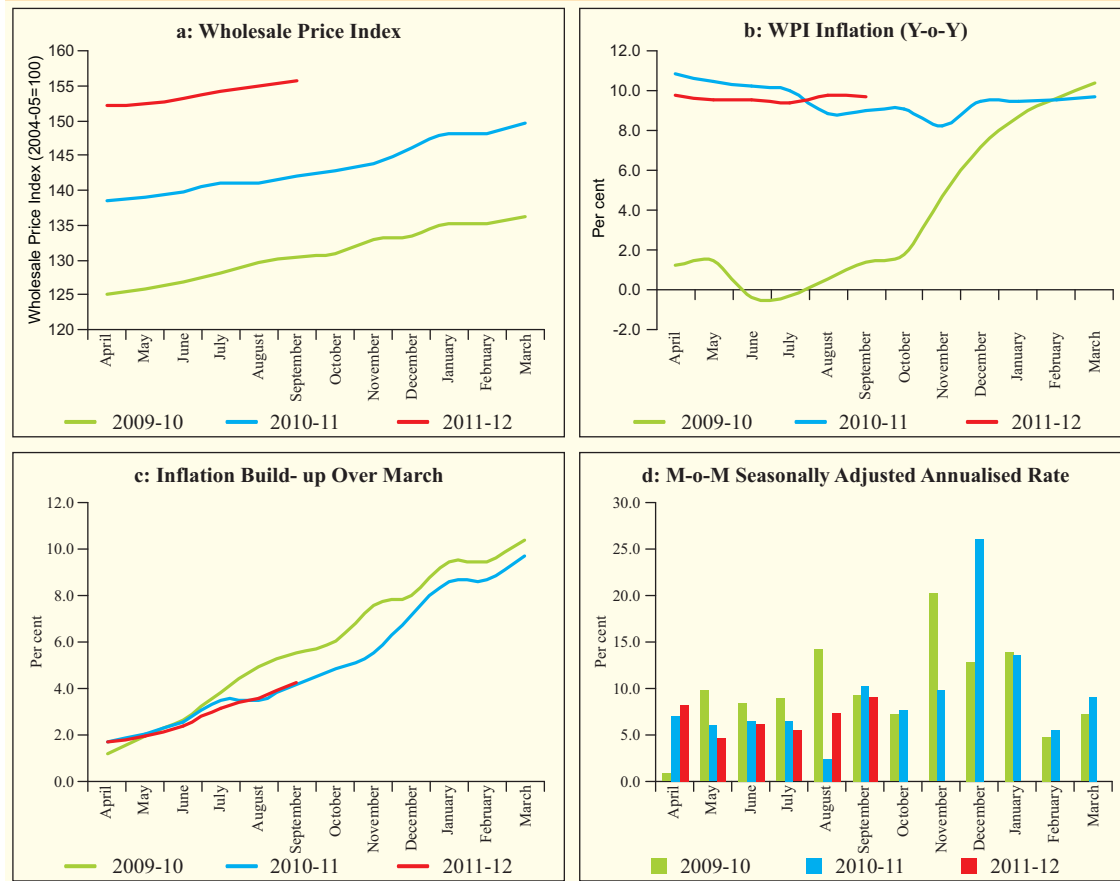 a: Wholesale Price Index
Wholesale Price Index (2004-05=100)
160
155
150
145
140
135
130
125
120
April
May
June
July
August
September
October
November
December
January
February
March
2009-10 2010-11 2011-12
b: WPI Inflation (Y-o-Y)
Per cent
12.0
10.0
8.0
6.0
4.0
2.0
0.0
-2.0
April
May
June
July
August
September
October
November
December
January
February
March
2009-10 2010-11 2011-12
c: Inflation Build- up Over March
Per cent
12.0
10.0
8.0
6.0
4.0
2.0
0.0
April
May
June
July
August
September
October
November
December
January
February
March
2009-10 2010-11 2011-12
d: M-o-M Seasonally Adjusted Annualised Rate
Per cent
30.0
25.0
20.0
15.0
10.0
5.0
0.0
April
May
June
July
August
September
October
November
December
January
February
March
2009-10 2010-11 2011-12